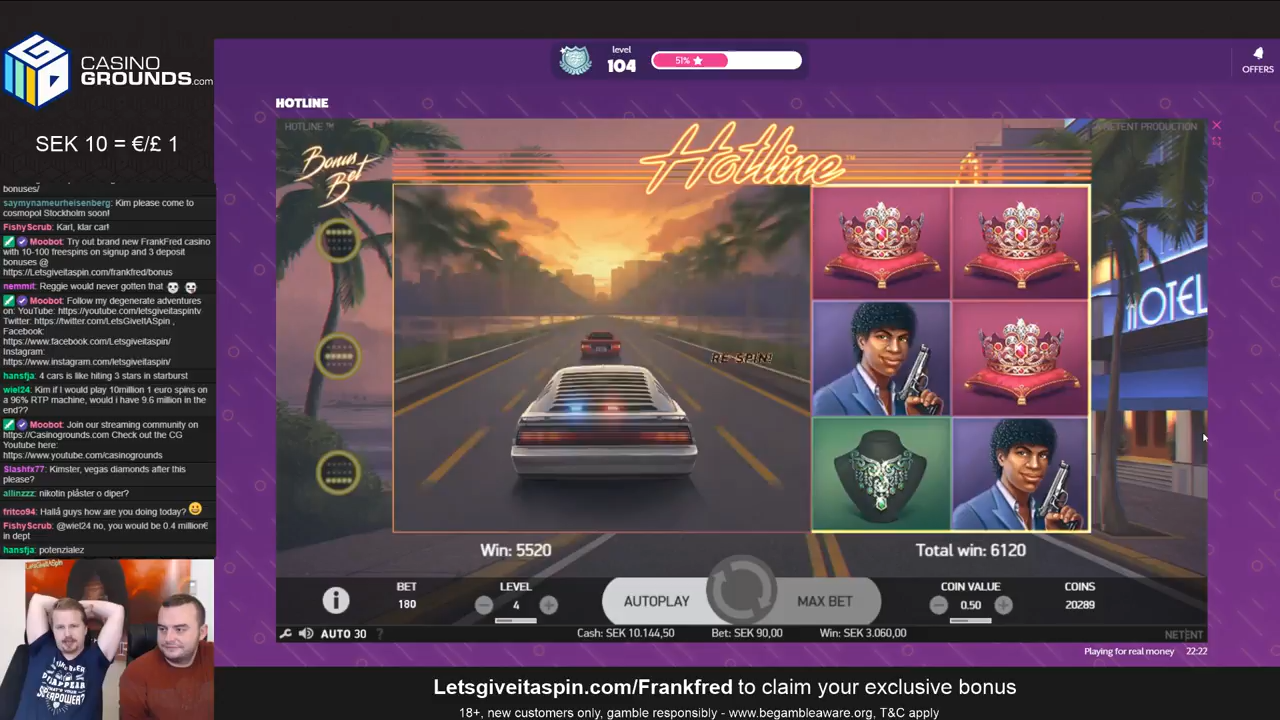 CASINO
GROUNDS.com
SEK 10 = €/£ 1
bonuses/
saymynameurheisenberg: Kim please come to
cosmopol Stockholm soon!
FishyScrub: Karl, klar car!
Moobot: Try out brand new FrankFred casino
with 10-100 freespins on signup and 3 deposit
bonuses @
https://Letsgiveitaspin.com/frankfred/bonus
nemmit: Reggie would never gotten that
Moobot: Follow my degenerate adventures
on: YouTube: https://youtube.com/letsgiveitaspintv
Twitter: https://twitter.com/LetsGiveItASpin ,
Facebook:
https://www.facebook.com/Letsgiveitaspin/
Instagram:
https://www.instagram.com/letsgiveitaspin/
hansfja: 4 cars is like hiting 3 stars in starburst
wiel24: Kim if I would play 10million 1 euro spins on
a 96% RTP machine, would i have 9.6 million in the
end??
Moobot: Join our streaming community on
https://Casinogrounds.com Check out the CG
Youtube here:
https://www.youtube.com/casinogrounds
Slashfx77: Kimster, vegas diamonds after this
please?
allinzzz: nikotin plåster o diper?
fritco94: Hallå guys how are you doing today?
FishyScrub: @wiel24 no, you would be 0.4 million€
in dept
hansfja: potenzialez
level
104
51%
OFFERS
HOTLINE
HOTLINE™
A NETENT PRODUCTION
Bonus
Bet
Hotline™
RE-SPIN!
HOTEL
Win: 5520
Total win: 6120
BET
180
LEVEL
4
AUTOPLAY
MAX BET
COIN VALUE
0.50
COINS
20289
AUTO 30
?
Cash: SEK 10.144,50
Bet: SEK 90,00
Win: SEK 3.060,00
NETENT
Playing for real money
22:22
Letsgiveitaspin.com/Frankfred to claim your exclusive bonus
18+, new customers only, gamble responsibly - www.begambleaware.org, T&C apply